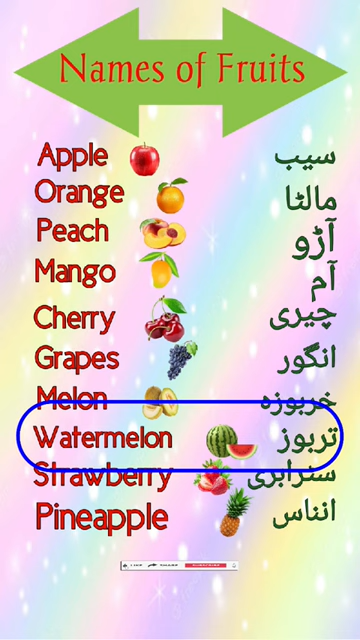 Names of Fruits
Apple سیب
Orange مالٹا
Peach آڑو
Mango آم
Cherry چیری
Grapes انگور
Melon خربوزہ
Watermelon تربوز
Strawberry سٹرابری
Pineapple انناس